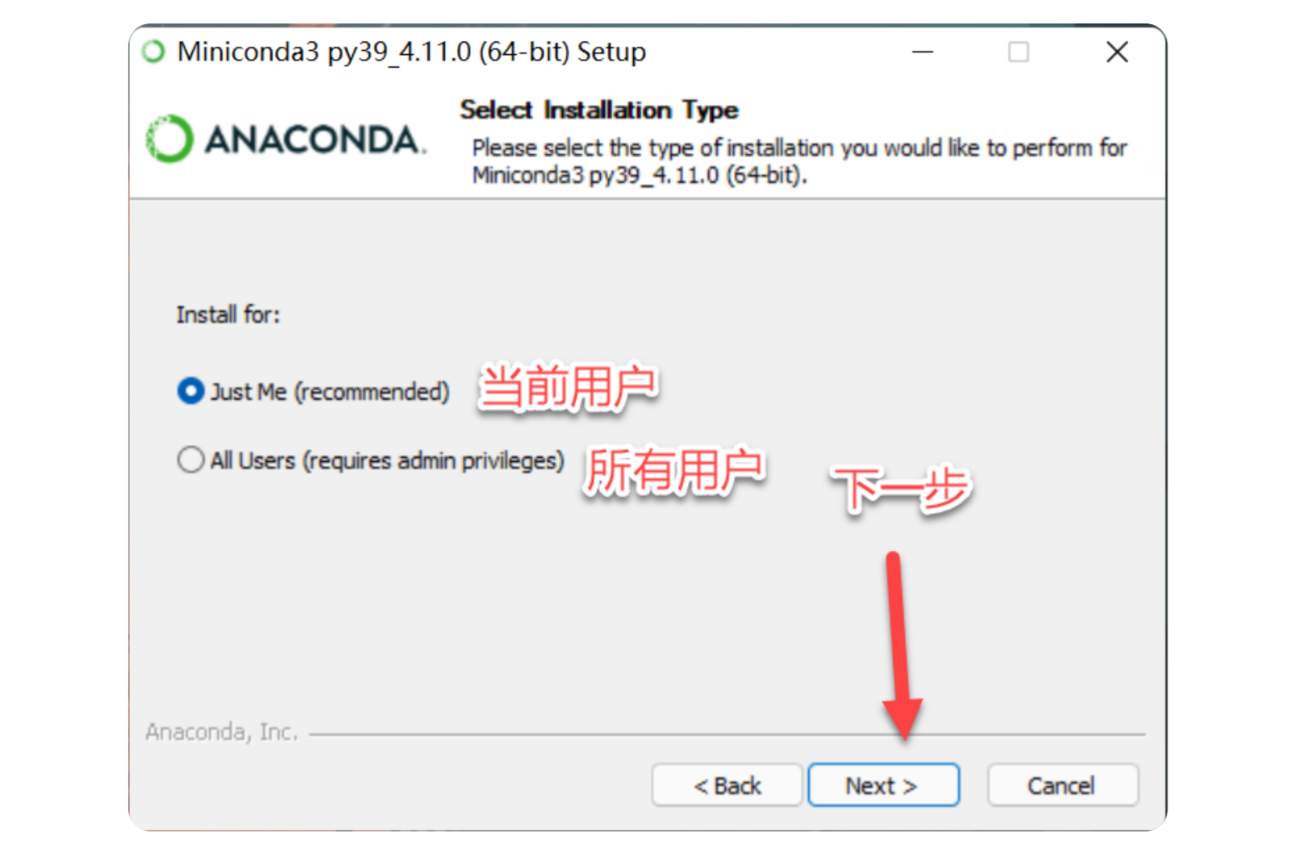 Miniconda3 py39_4.11.0 (64-bit) Setup
ANACONDA.
Select Installation Type
Please select the type of installation you would like to perform for
Miniconda3 py39_4.11.0 (64-bit).
Install for:
Just Me (recommended) 当前用户
All Users (requires admin privileges) 所有用户
下一步
Anaconda, Inc.
< Back Next > Cancel